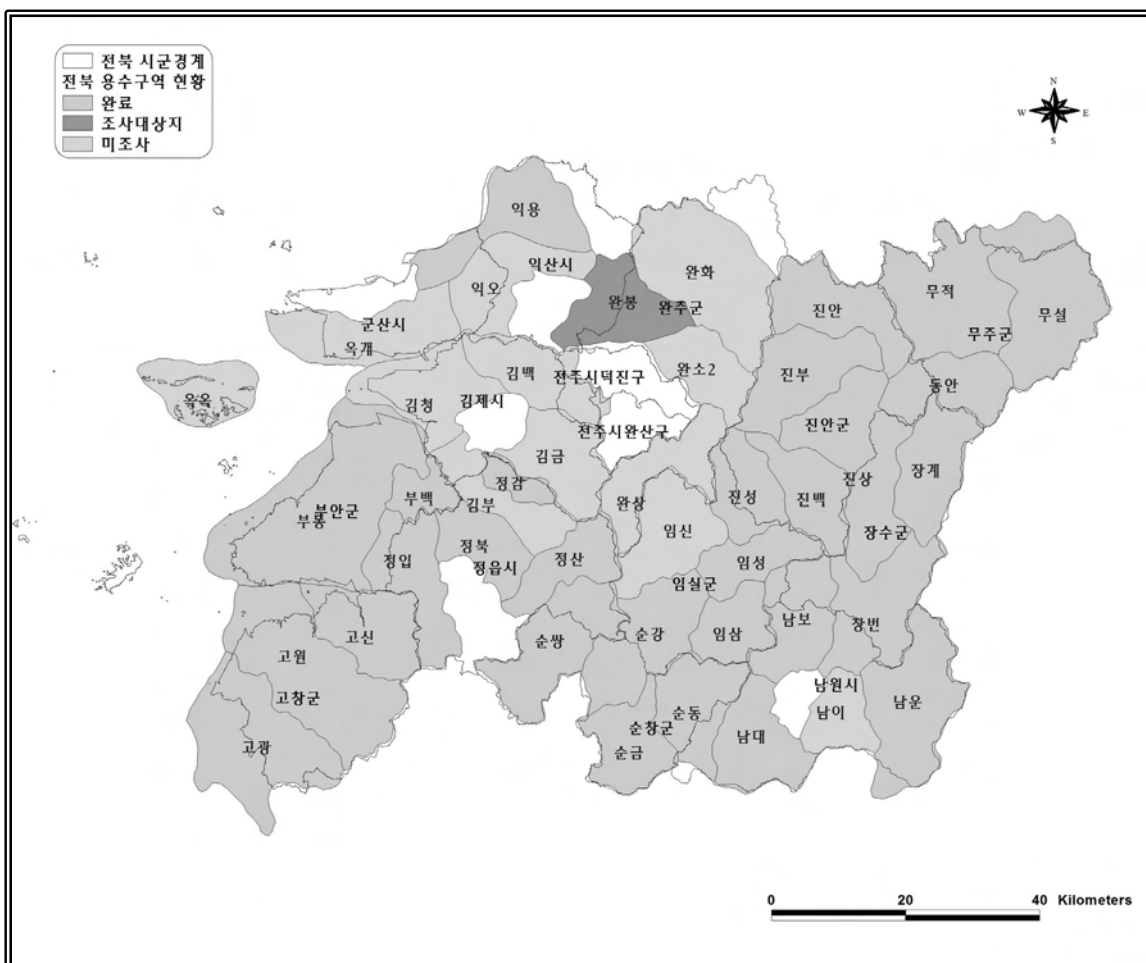 전북 시군경계
전북 용수구역 현황
완료
조사대상지
미조사
N
W E
S
익용
익산시
완화
완봉
완주군
익오
군산시
옥개
진안
무적
무주군
무설
김백
전주시덕진구
완소2
진부
동안
옥옥
김청
김제시
전주시완산구
진안군
김금
정감
장계
진상
부백
김부
완상
진성
진백
부안군
임신
장수군
정북
정읍시
정산
정입
임성
임실군
고신
순쌍
순강
임삼
남보
창번
고원
고창군
남원시
남이
남운
순동
순창군
순금
남대
고광
0 20 40 Kilometers